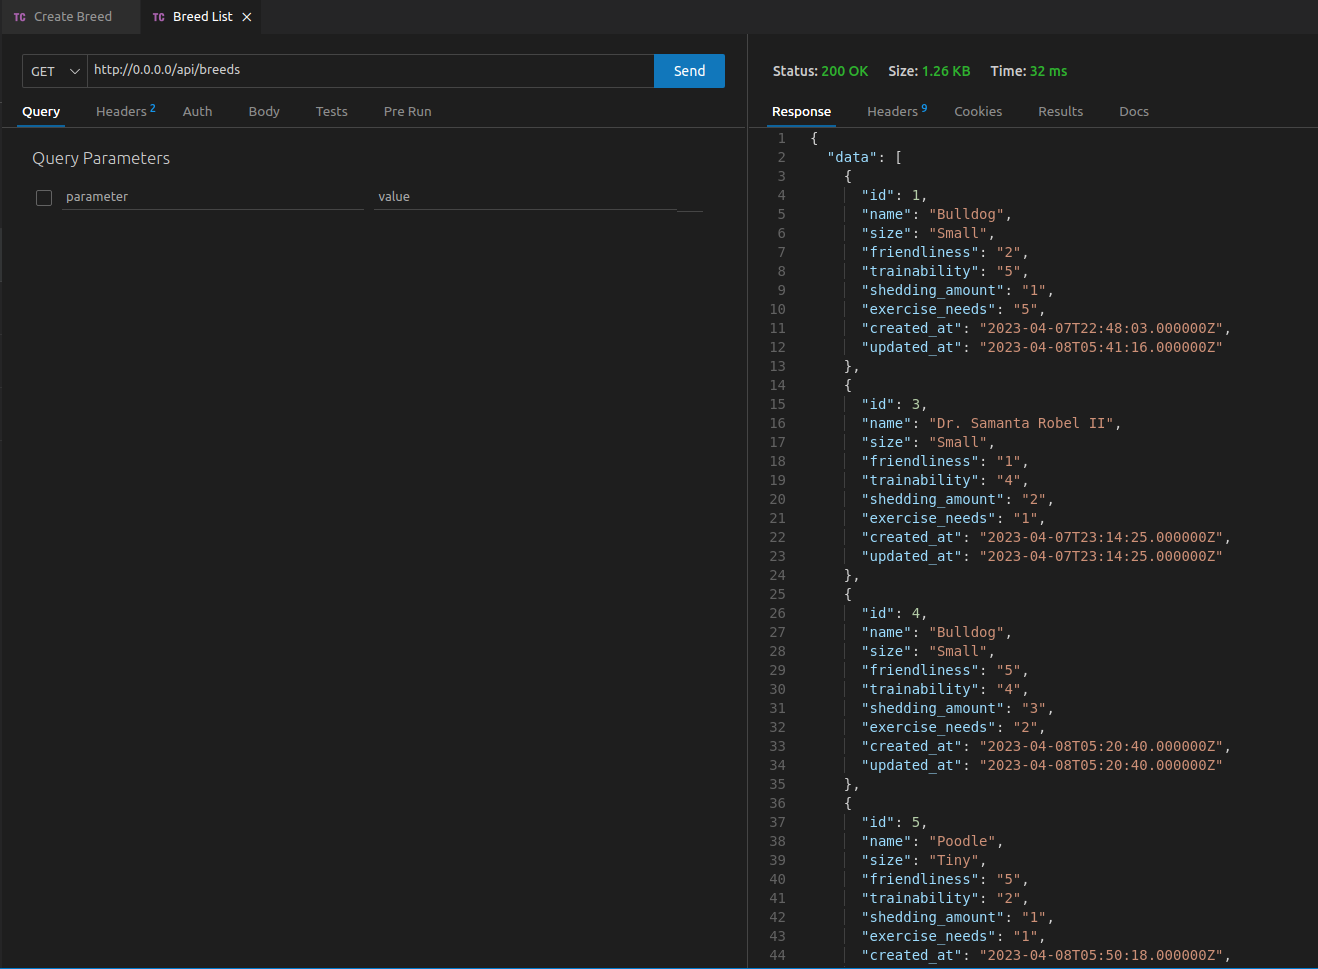 TC Create Breed TC Breed List ×
GET http://0.0.0.0/api/breeds Send
Query Headers 2 Auth Body Tests Pre Run
Query Parameters
parameter value
Status: 200 OK Size: 1.26 KB Time: 32 ms
Response Headers 9 Cookies Results Docs
1 {
2 "data": [
3 {
4 "id": 1,
5 "name": "Bulldog",
6 "size": "Small",
7 "friendliness": "2",
8 "trainability": "5",
9 "shedding_amount": "1",
10 "exercise_needs": "5",
11 "created_at": "2023-04-07T22:48:03.000000Z",
12 "updated_at": "2023-04-08T05:41:16.000000Z"
13 },
14 {
15 "id": 3,
16 "name": "Dr. Samanta Robel II",
17 "size": "Small",
18 "friendliness": "1",
19 "trainability": "4",
20 "shedding_amount": "2",
21 "exercise_needs": "1",
22 "created_at": "2023-04-07T23:14:25.000000Z",
23 "updated_at": "2023-04-07T23:14:25.000000Z"
24 },
25 {
26 "id": 4,
27 "name": "Bulldog",
28 "size": "Small",
29 "friendliness": "5",
30 "trainability": "4",
31 "shedding_amount": "3",
32 "exercise_needs": "2",
33 "created_at": "2023-04-08T05:20:40.000000Z",
34 "updated_at": "2023-04-08T05:20:40.000000Z"
35 },
36 {
37 "id": 5,
38 "name": "Poodle",
39 "size": "Tiny",
40 "friendliness": "5",
41 "trainability": "2",
42 "shedding_amount": "1",
43 "exercise_needs": "1",
44 "created_at": "2023-04-08T05:50:18.000000Z",